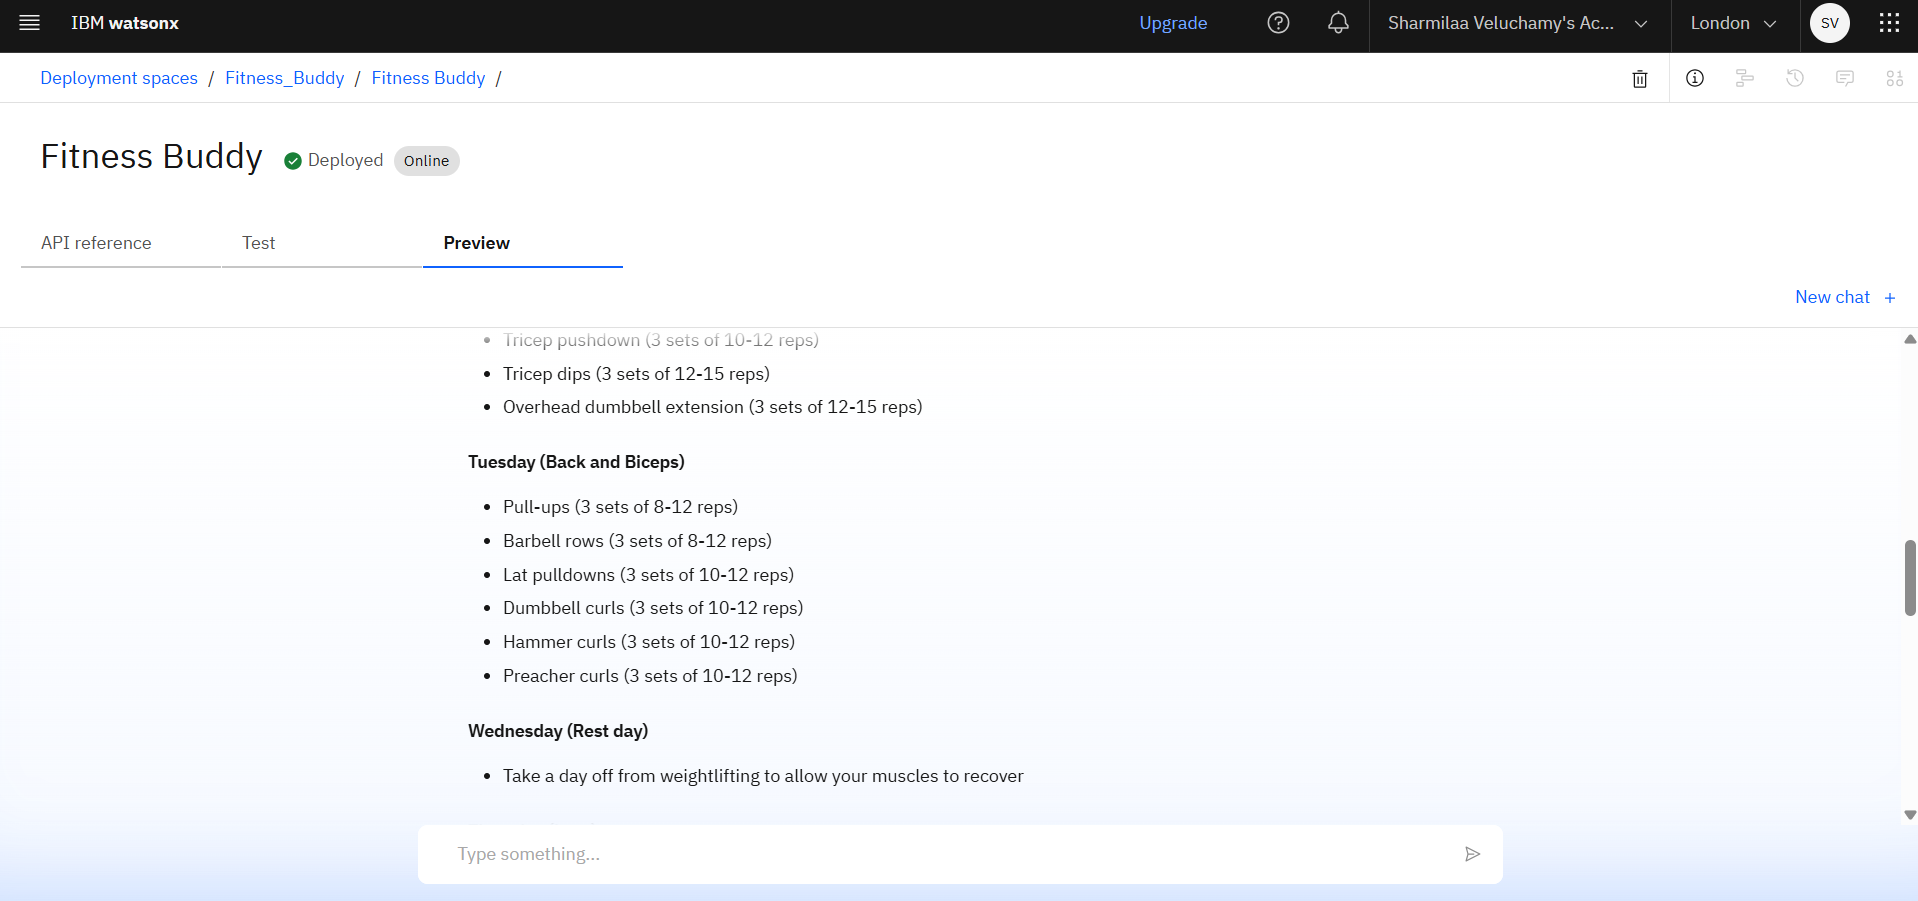 IBM watsonx
Upgrade
Sharmilaa Veluchamy's Ac...
London
SV
Deployment spaces / Fitness_Buddy / Fitness Buddy /
Fitness Buddy
Deployed
Online
API reference
Test
Preview
New chat +
• Tricep pushdown (3 sets of 10-12 reps)
• Tricep dips (3 sets of 12-15 reps)
• Overhead dumbbell extension (3 sets of 12-15 reps)
Tuesday (Back and Biceps)
• Pull-ups (3 sets of 8-12 reps)
• Barbell rows (3 sets of 8-12 reps)
• Lat pulldowns (3 sets of 10-12 reps)
• Dumbbell curls (3 sets of 10-12 reps)
• Hammer curls (3 sets of 10-12 reps)
• Preacher curls (3 sets of 10-12 reps)
Wednesday (Rest day)
• Take a day off from weightlifting to allow your muscles to recover
Type something...